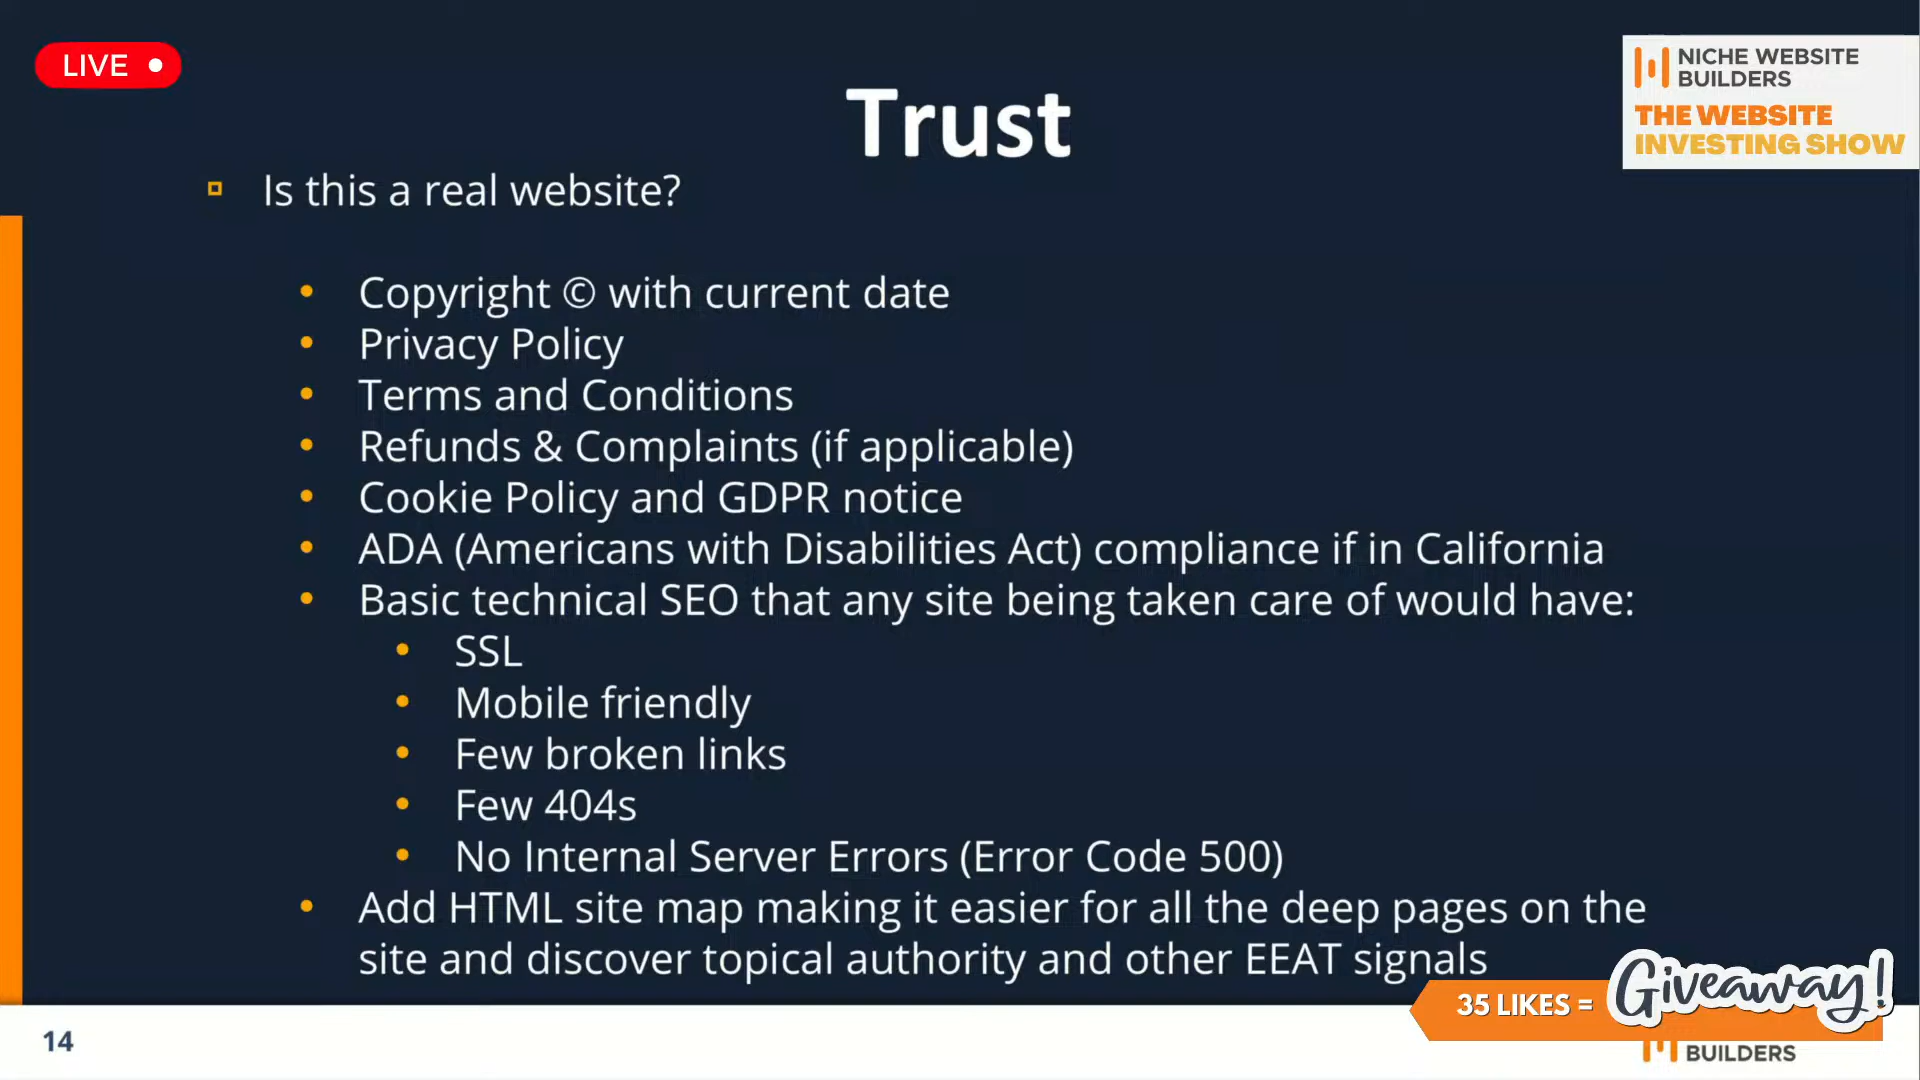 LIVE
NICHE WEBSITE
BUILDERS
THE WEBSITE
INVESTING SHOW
Trust
Is this a real website?
Copyright © with current date
Privacy Policy
Terms and Conditions
Refunds & Complaints (if applicable)
Cookie Policy and GDPR notice
ADA (Americans with Disabilities Act) compliance if in California
Basic technical SEO that any site being taken care of would have:
SSL
Mobile friendly
Few broken links
Few 404s
No Internal Server Errors (Error Code 500)
Add HTML site map making it easier for all the deep pages on the
site and discover topical authority and other EEAT signals
35 LIKES = Giveaway!
14
BUILDERS